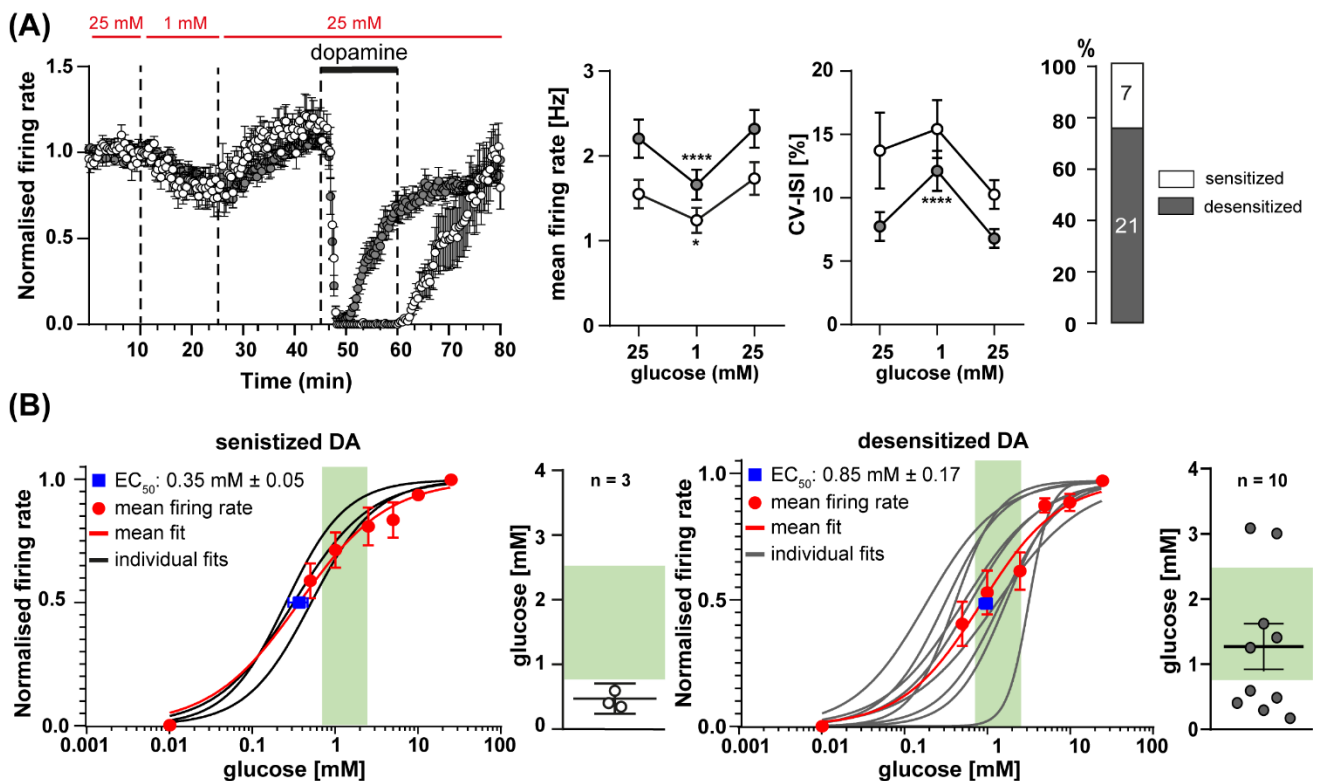 (A)
25 mM 1 mM 25 mM
dopamine
Normalised firing rate
1.5
1.0
0.5
0.0
0 10 20 30 40 50 60 70 80
Time (min)
mean firing rate [Hz]
3
2
1
0
****
*
25 1 25
glucose (mM)
CV-ISI [%]
20
15
10
5
0
****
25 1 25
glucose (mM)
%
100
80
60
40
20
0
7
21
sensitized
desensitized
(B)
senistized DA
Normalised firing rate
1.0
0.5
0.0
EC50: 0.35 mM ± 0.05
mean firing rate
mean fit
individual fits
0.001 0.01 0.1 1 10 100
glucose [mM]
n = 3
glucose [mM]
4
3
2
1
0
desensitized DA
Normalised firing rate
1.0
0.5
0.0
EC50: 0.85 mM ± 0.17
mean firing rate
mean fit
individual fits
0.001 0.01 0.1 1 10 100
glucose [mM]
n = 10
glucose [mM]
4
3
2
1
0